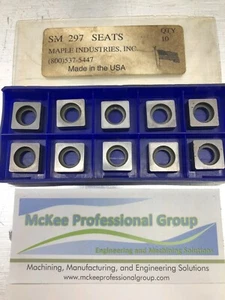 SM 297 SEATS
QTY
10
MAPLE INDUSTRIES, INC
(800)537-5447
Made in the USA
McKee Professional Group
Engineering and Machining Solutions
Machining, Manufacturing, and Engineering Solutions
www.mckeeprofessionalgroup.com